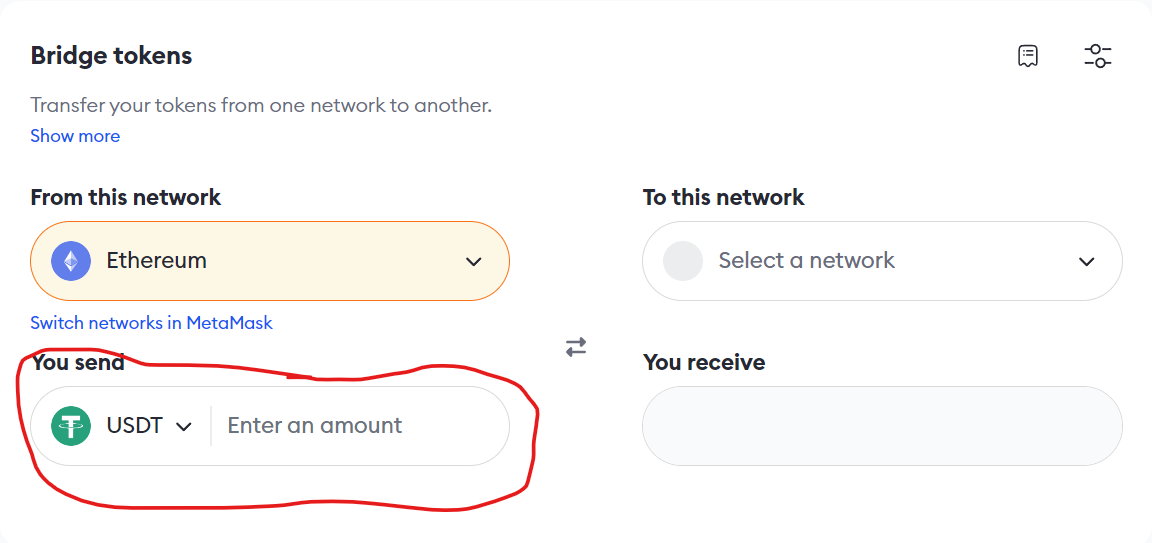 Bridge tokens
Transfer your tokens from one network to another.
Show more
From this network
Ethereum
Switch networks in MetaMask
To this network
Select a network
You send
USDT
Enter an amount
You receive